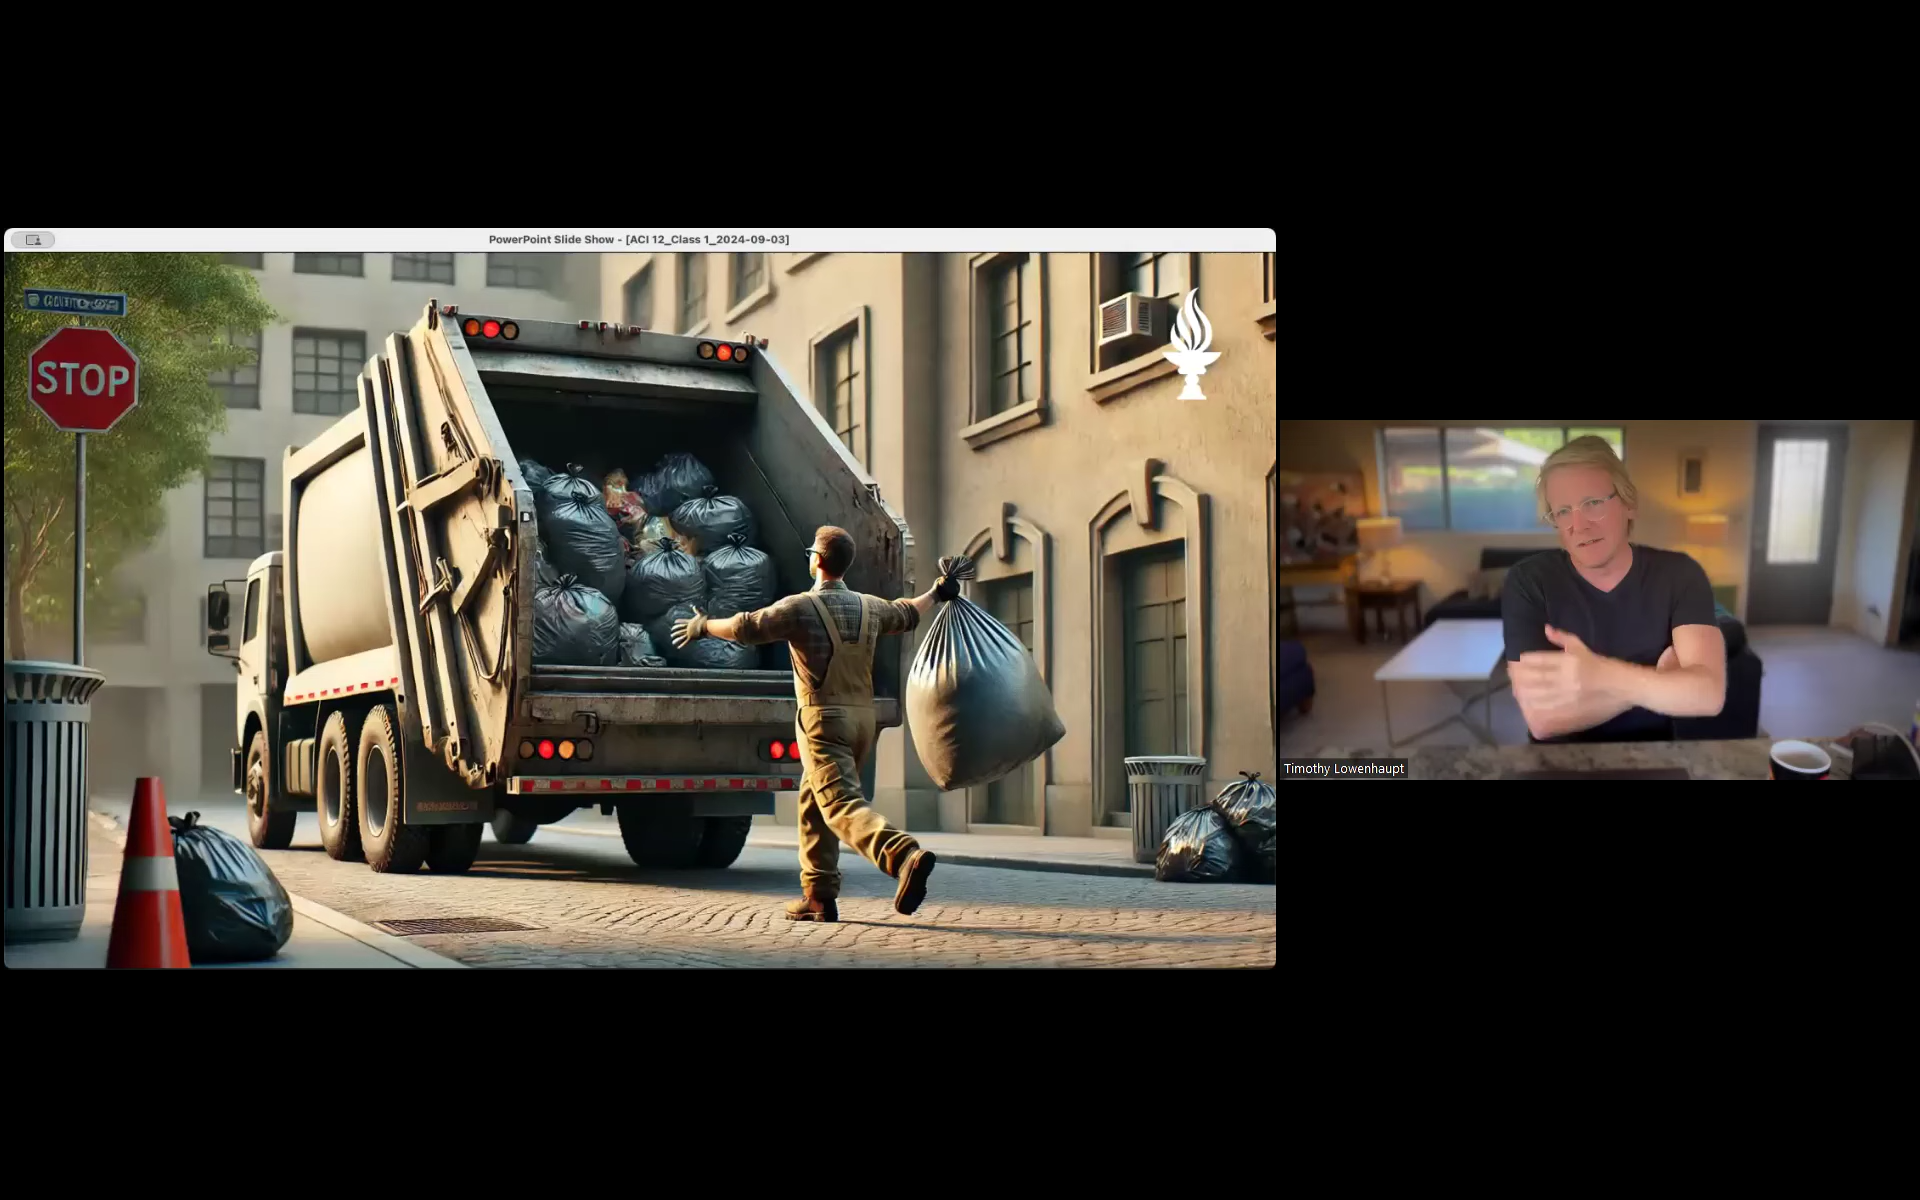 PowerPoint Slide Show - [ACI 12_Class 1_2024-09-03]
STOP
Timothy Lowenhaupt